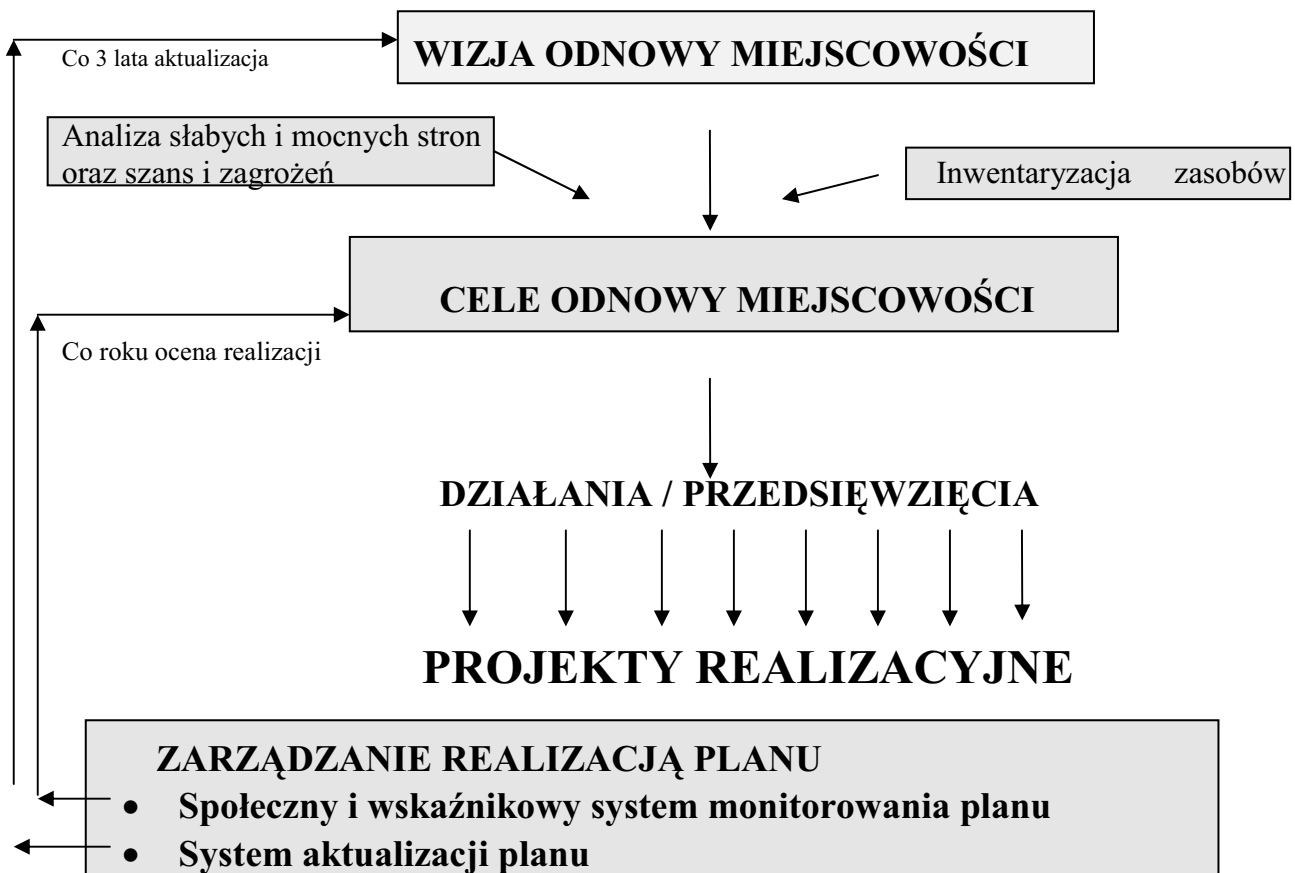 Co 3 lata aktualizacja
WIZJA ODNOWY MIEJSCOWOŚCI
Analiza słabych i mocnych stron
oraz szans i zagrożeń
Inwentaryzacja zasobów
CELE ODNOWY MIEJSCOWOŚCI
Co roku ocena realizacji
DZIAŁANIA / PRZEDSIĘWZIĘCIA
PROJEKTY REALIZACYJNE
ZARZĄDZANIE REALIZACJĄ PLANU
• Społeczny i wskaźnikowy system monitorowania planu
• System aktualizacji planu